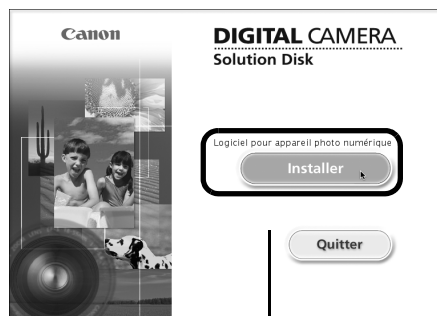 Canon
DIGITAL CAMERA
Solution Disk
Logiciel pour appareil photo numérique
Installer
Quitter